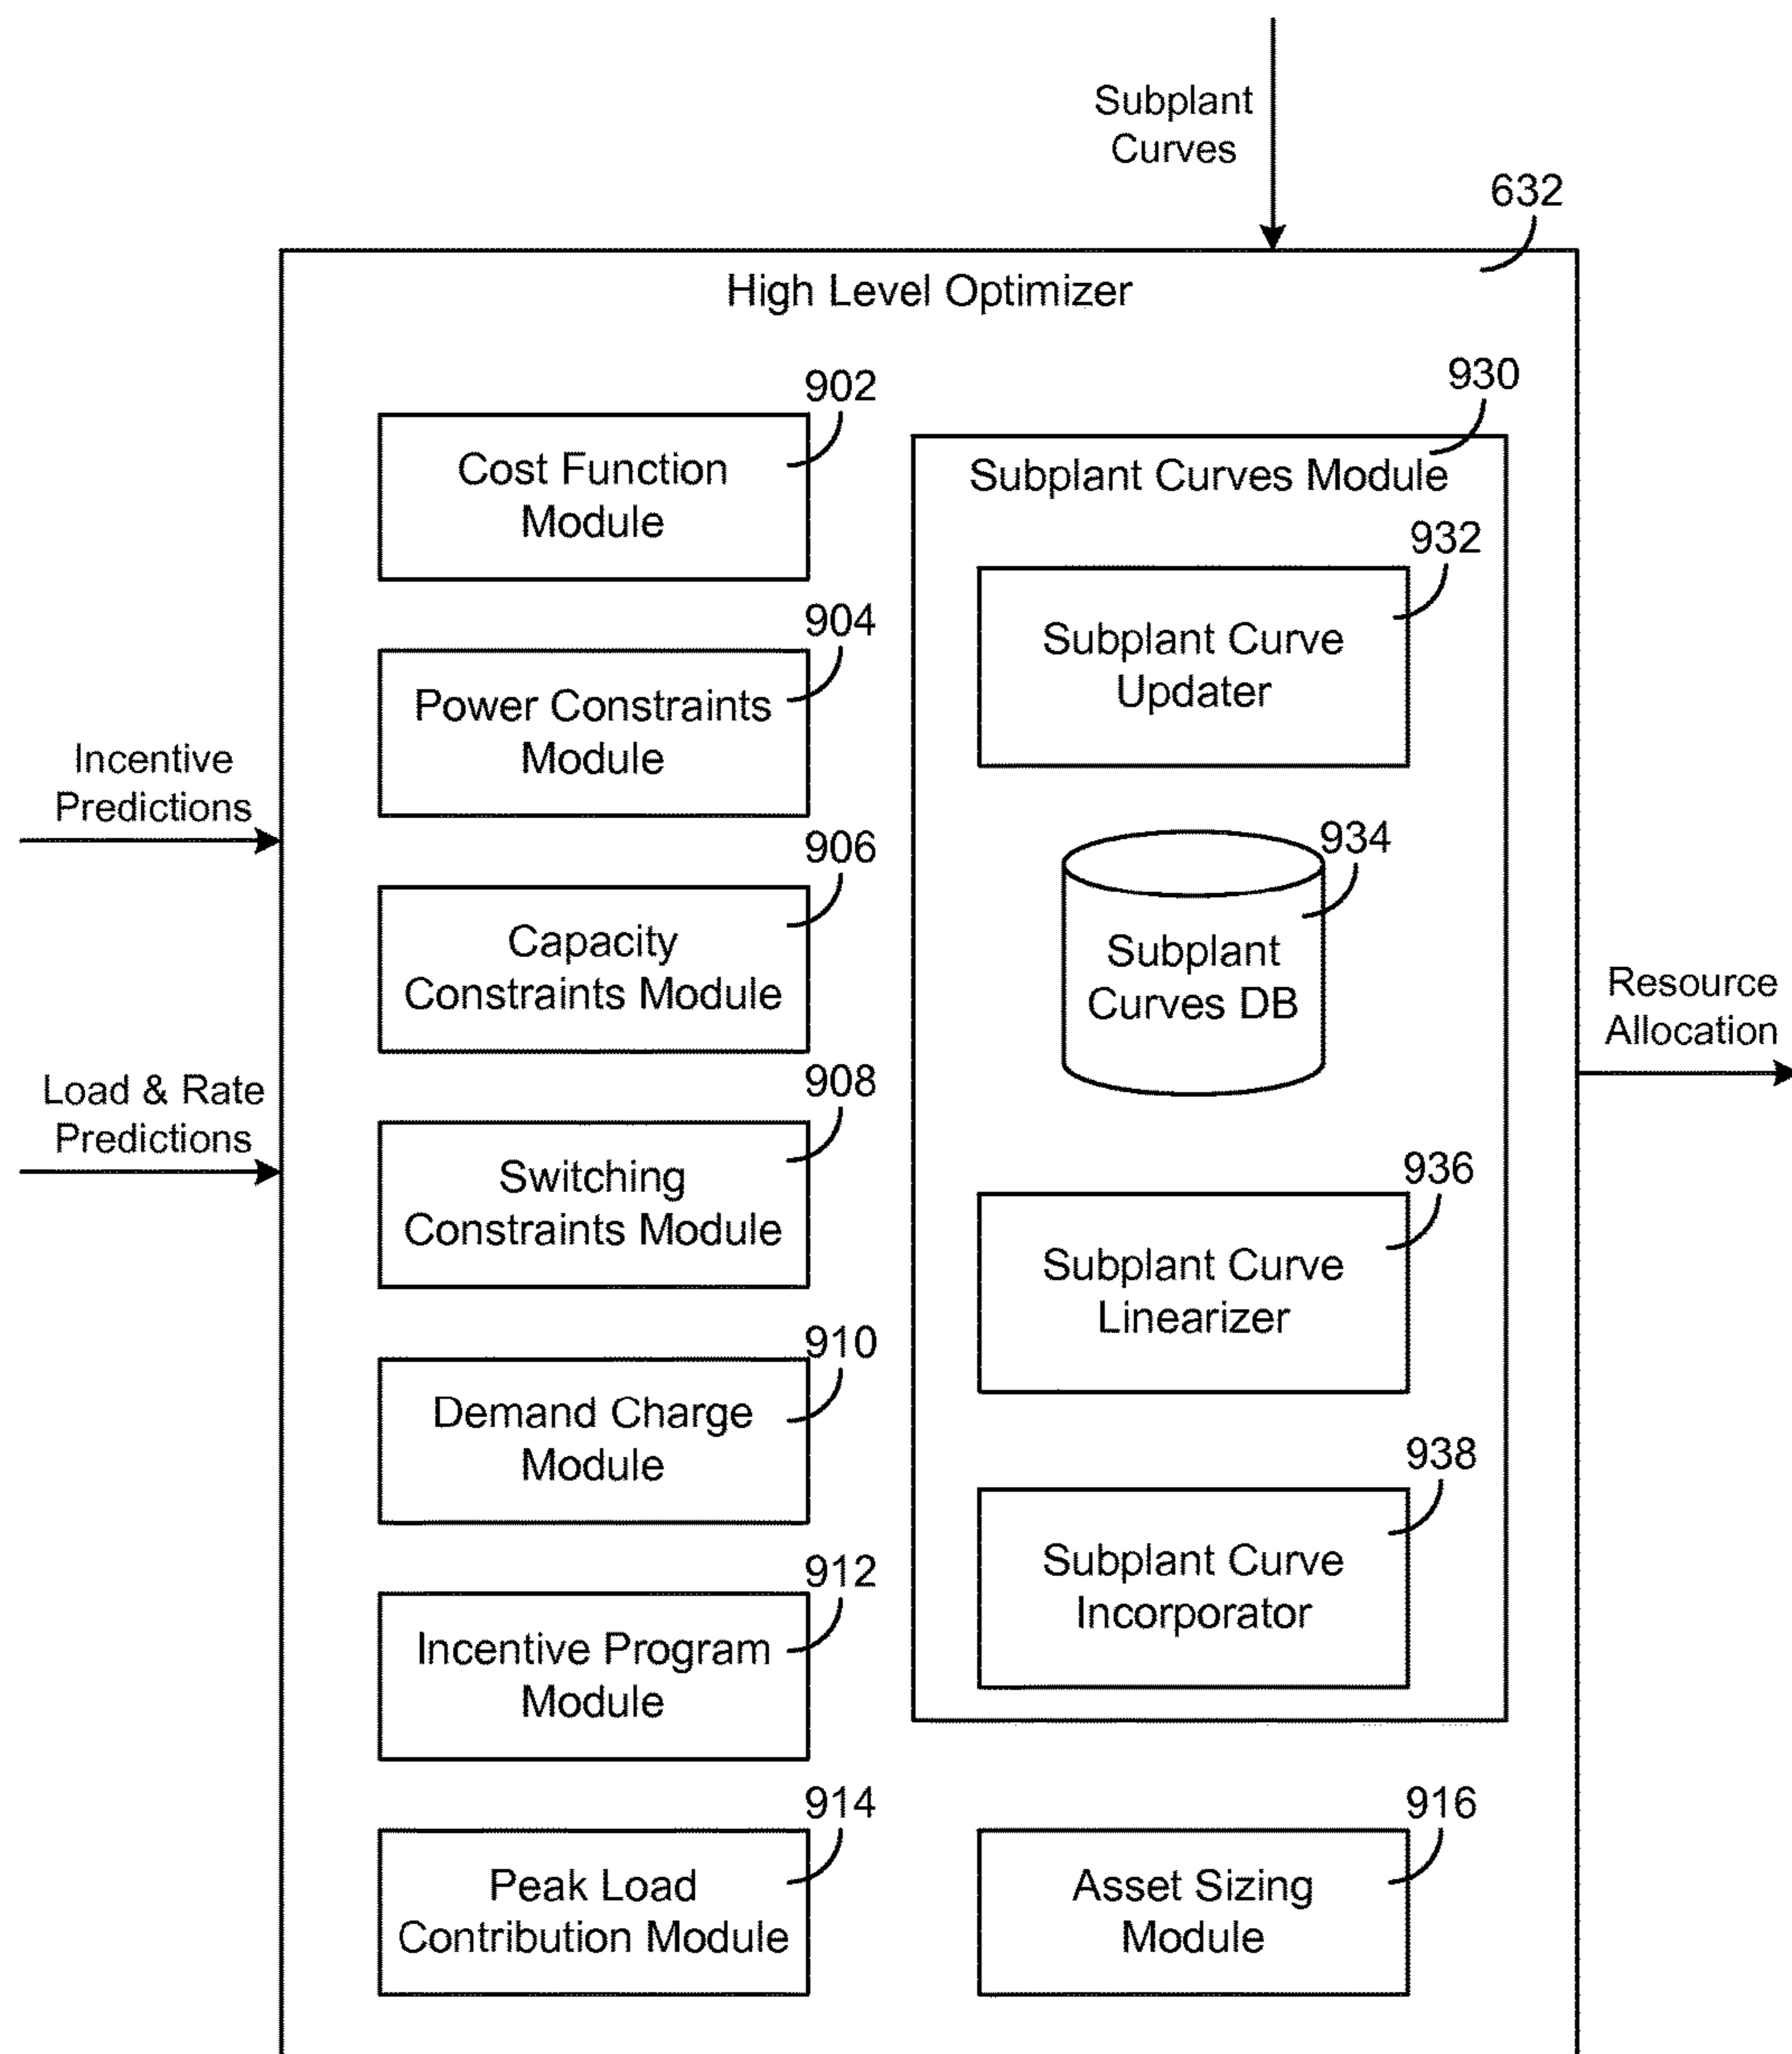 Subplant
Curves
632
High Level Optimizer
902
Cost Function
Module
904
Power Constraints
Module
Incentive
Predictions
906
Capacity
Constraints Module
Load & Rate
Predictions
908
Switching
Constraints Module
910
Demand Charge
Module
912
Incentive Program
Module
914
Peak Load
Contribution Module
930
Subplant Curves Module
932
Subplant Curve
Updater
934
Subplant
Curves DB
936
Subplant Curve
Linearizer
938
Subplant Curve
Incorporator
916
Asset Sizing
Module
Resource
Allocation